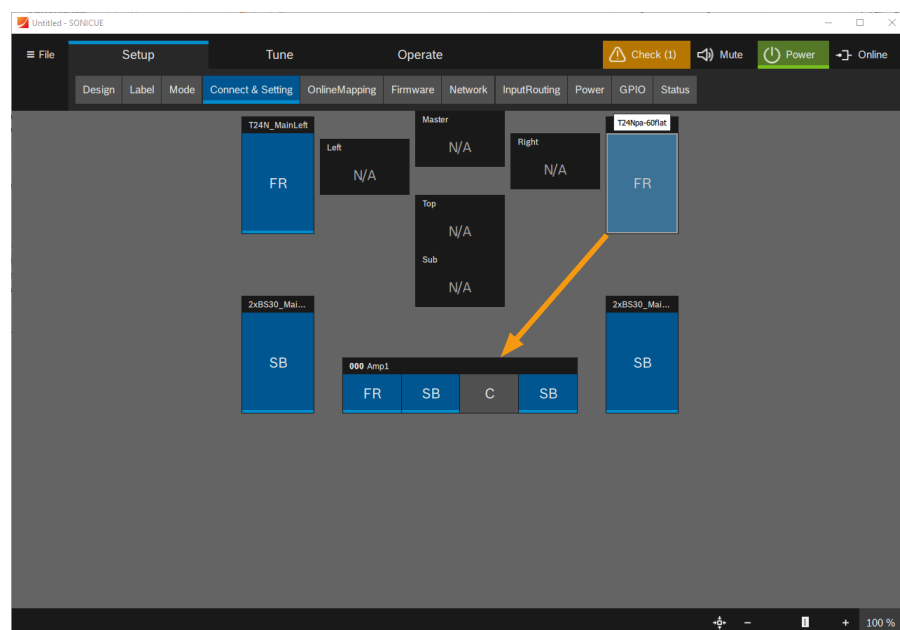 Untitled - SONICUE
≡ File Setup Tune Operate Check (1) Mute Power Online
Design Label Mode Connect & Setting OnlineMapping Firmware Network InputRouting Power GPIO Status
T24N_MainLeft
FR
Left
N/A
Master
N/A
Right
N/A
T24Npa-60flat
FR
Top
N/A
Sub
N/A
2xBS30_Mai...
SB
000 Amp1
FR SB C SB
2xBS30_Mai...
SB
− + 100 %